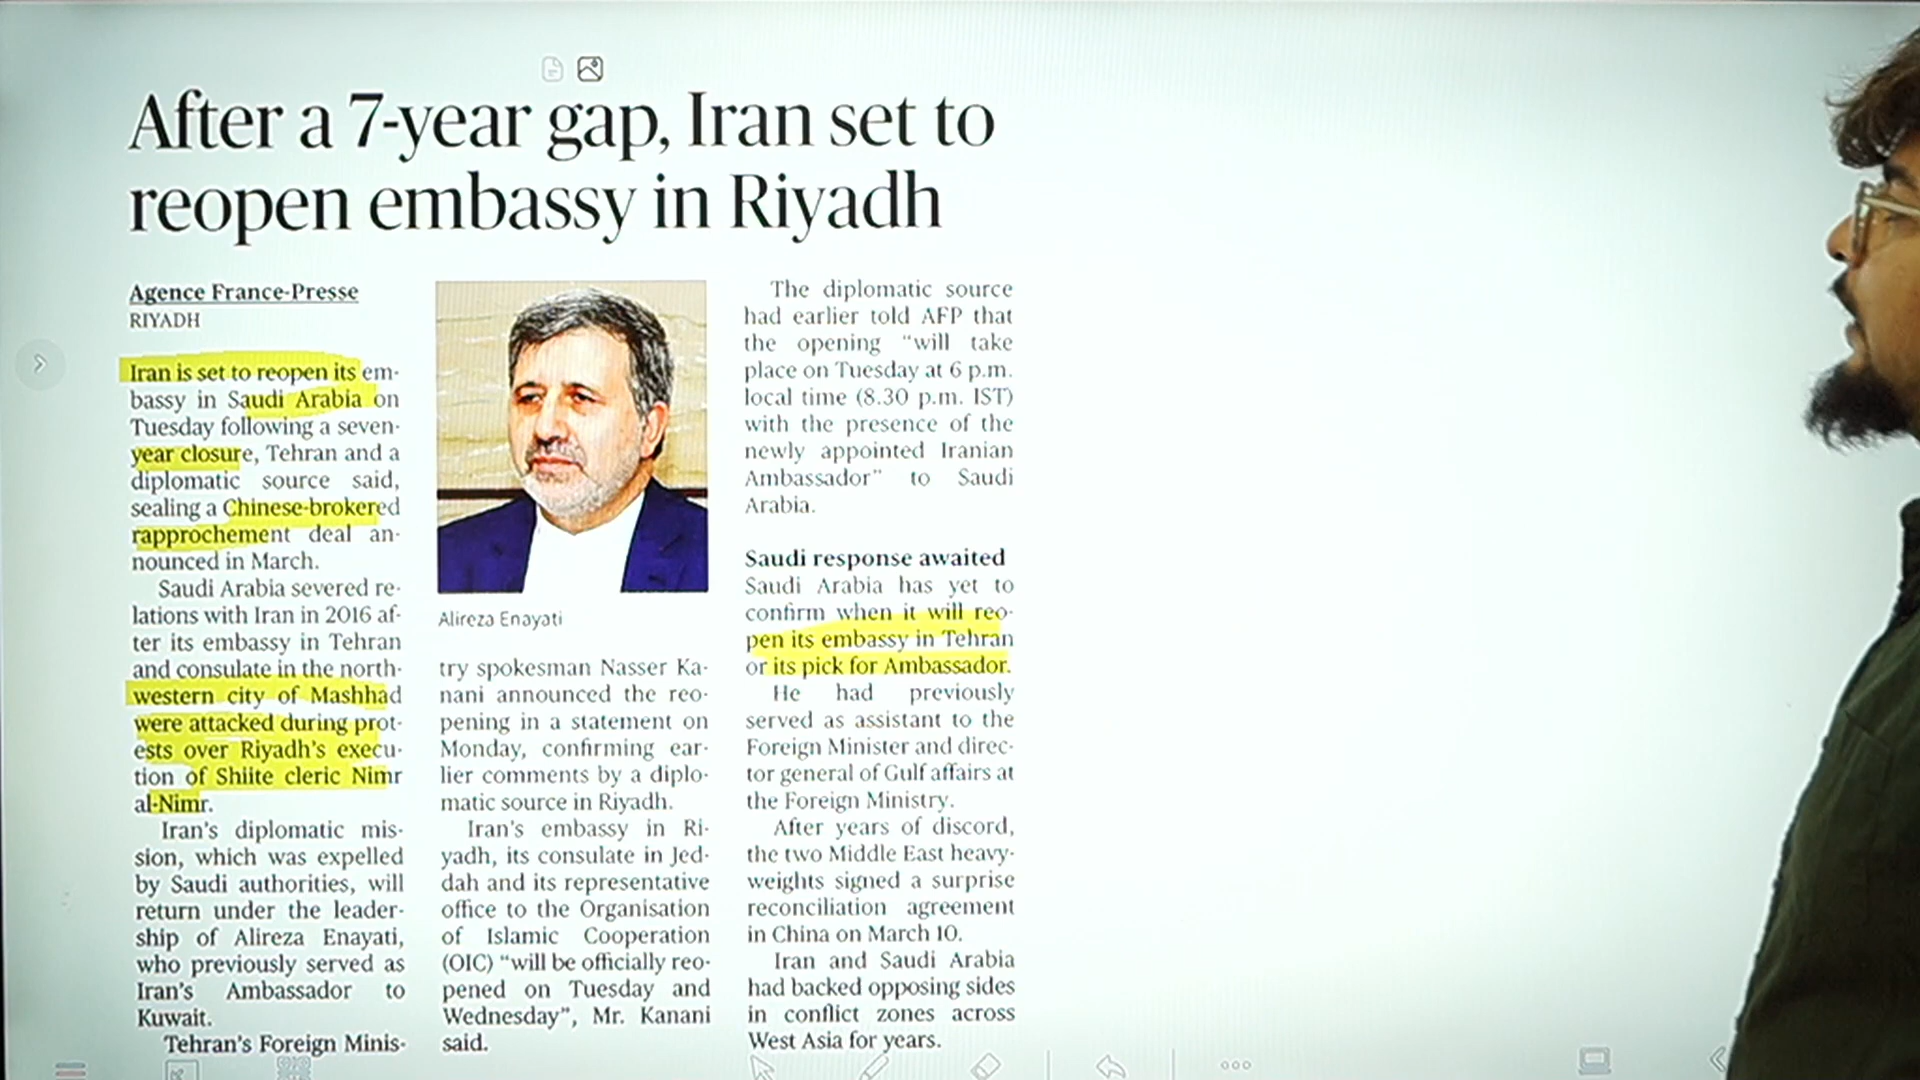 After a 7-year gap, Iran set to
reopen embassy in Riyadh
Agence France-Presse
RIYADH
Iran is set to reopen its em-
bassy in Saudi Arabia on
Tuesday following a seven-
year closure, Tehran and a
diplomatic source said,
sealing a Chinese-brokered
rapprochement deal an-
nounced in March.
Saudi Arabia severed re-
lations with Iran in 2016 af-
ter its embassy in Tehran
and consulate in the north-
western city of Mashhad
were attacked during prot-
ests over Riyadh's execu-
tion of Shiite cleric Nimr
al-Nimr.
Iran's diplomatic mis-
sion, which was expelled
by Saudi authorities, will
return under the leader-
ship of Alireza Enayati,
who previously served as
Iran's Ambassador to
Kuwait.
Tehran's Foreign Minis-
Alireza Enayati
try spokesman Nasser Ka-
nani announced the reo-
pening in a statement on
Monday, confirming ear-
lier comments by a diplo-
matic source in Riyadh.
Iran's embassy in Ri-
yadh, its consulate in Jed-
dah and its representative
office to the Organisation
of Islamic Cooperation
(OIC) "will be officially reo-
pened on Tuesday and
Wednesday", Mr. Kanani
said.
The diplomatic source
had earlier told AFP that
the opening "will take
place on Tuesday at 6 p.m.
local time (8.30 p.m. IST)
with the presence of the
newly appointed Iranian
Ambassador" to Saudi
Arabia.
Saudi response awaited
Saudi Arabia has yet to
confirm when it will reo-
pen its embassy in Tehran
or its pick for Ambassador.
He had previously
served as assistant to the
Foreign Minister and direc-
tor general of Gulf affairs at
the Foreign Ministry.
After years of discord,
the two Middle East heavy-
weights signed a surprise
reconciliation agreement
in China on March 10.
Iran and Saudi Arabia
had backed opposing sides
in conflict zones across
West Asia for years.